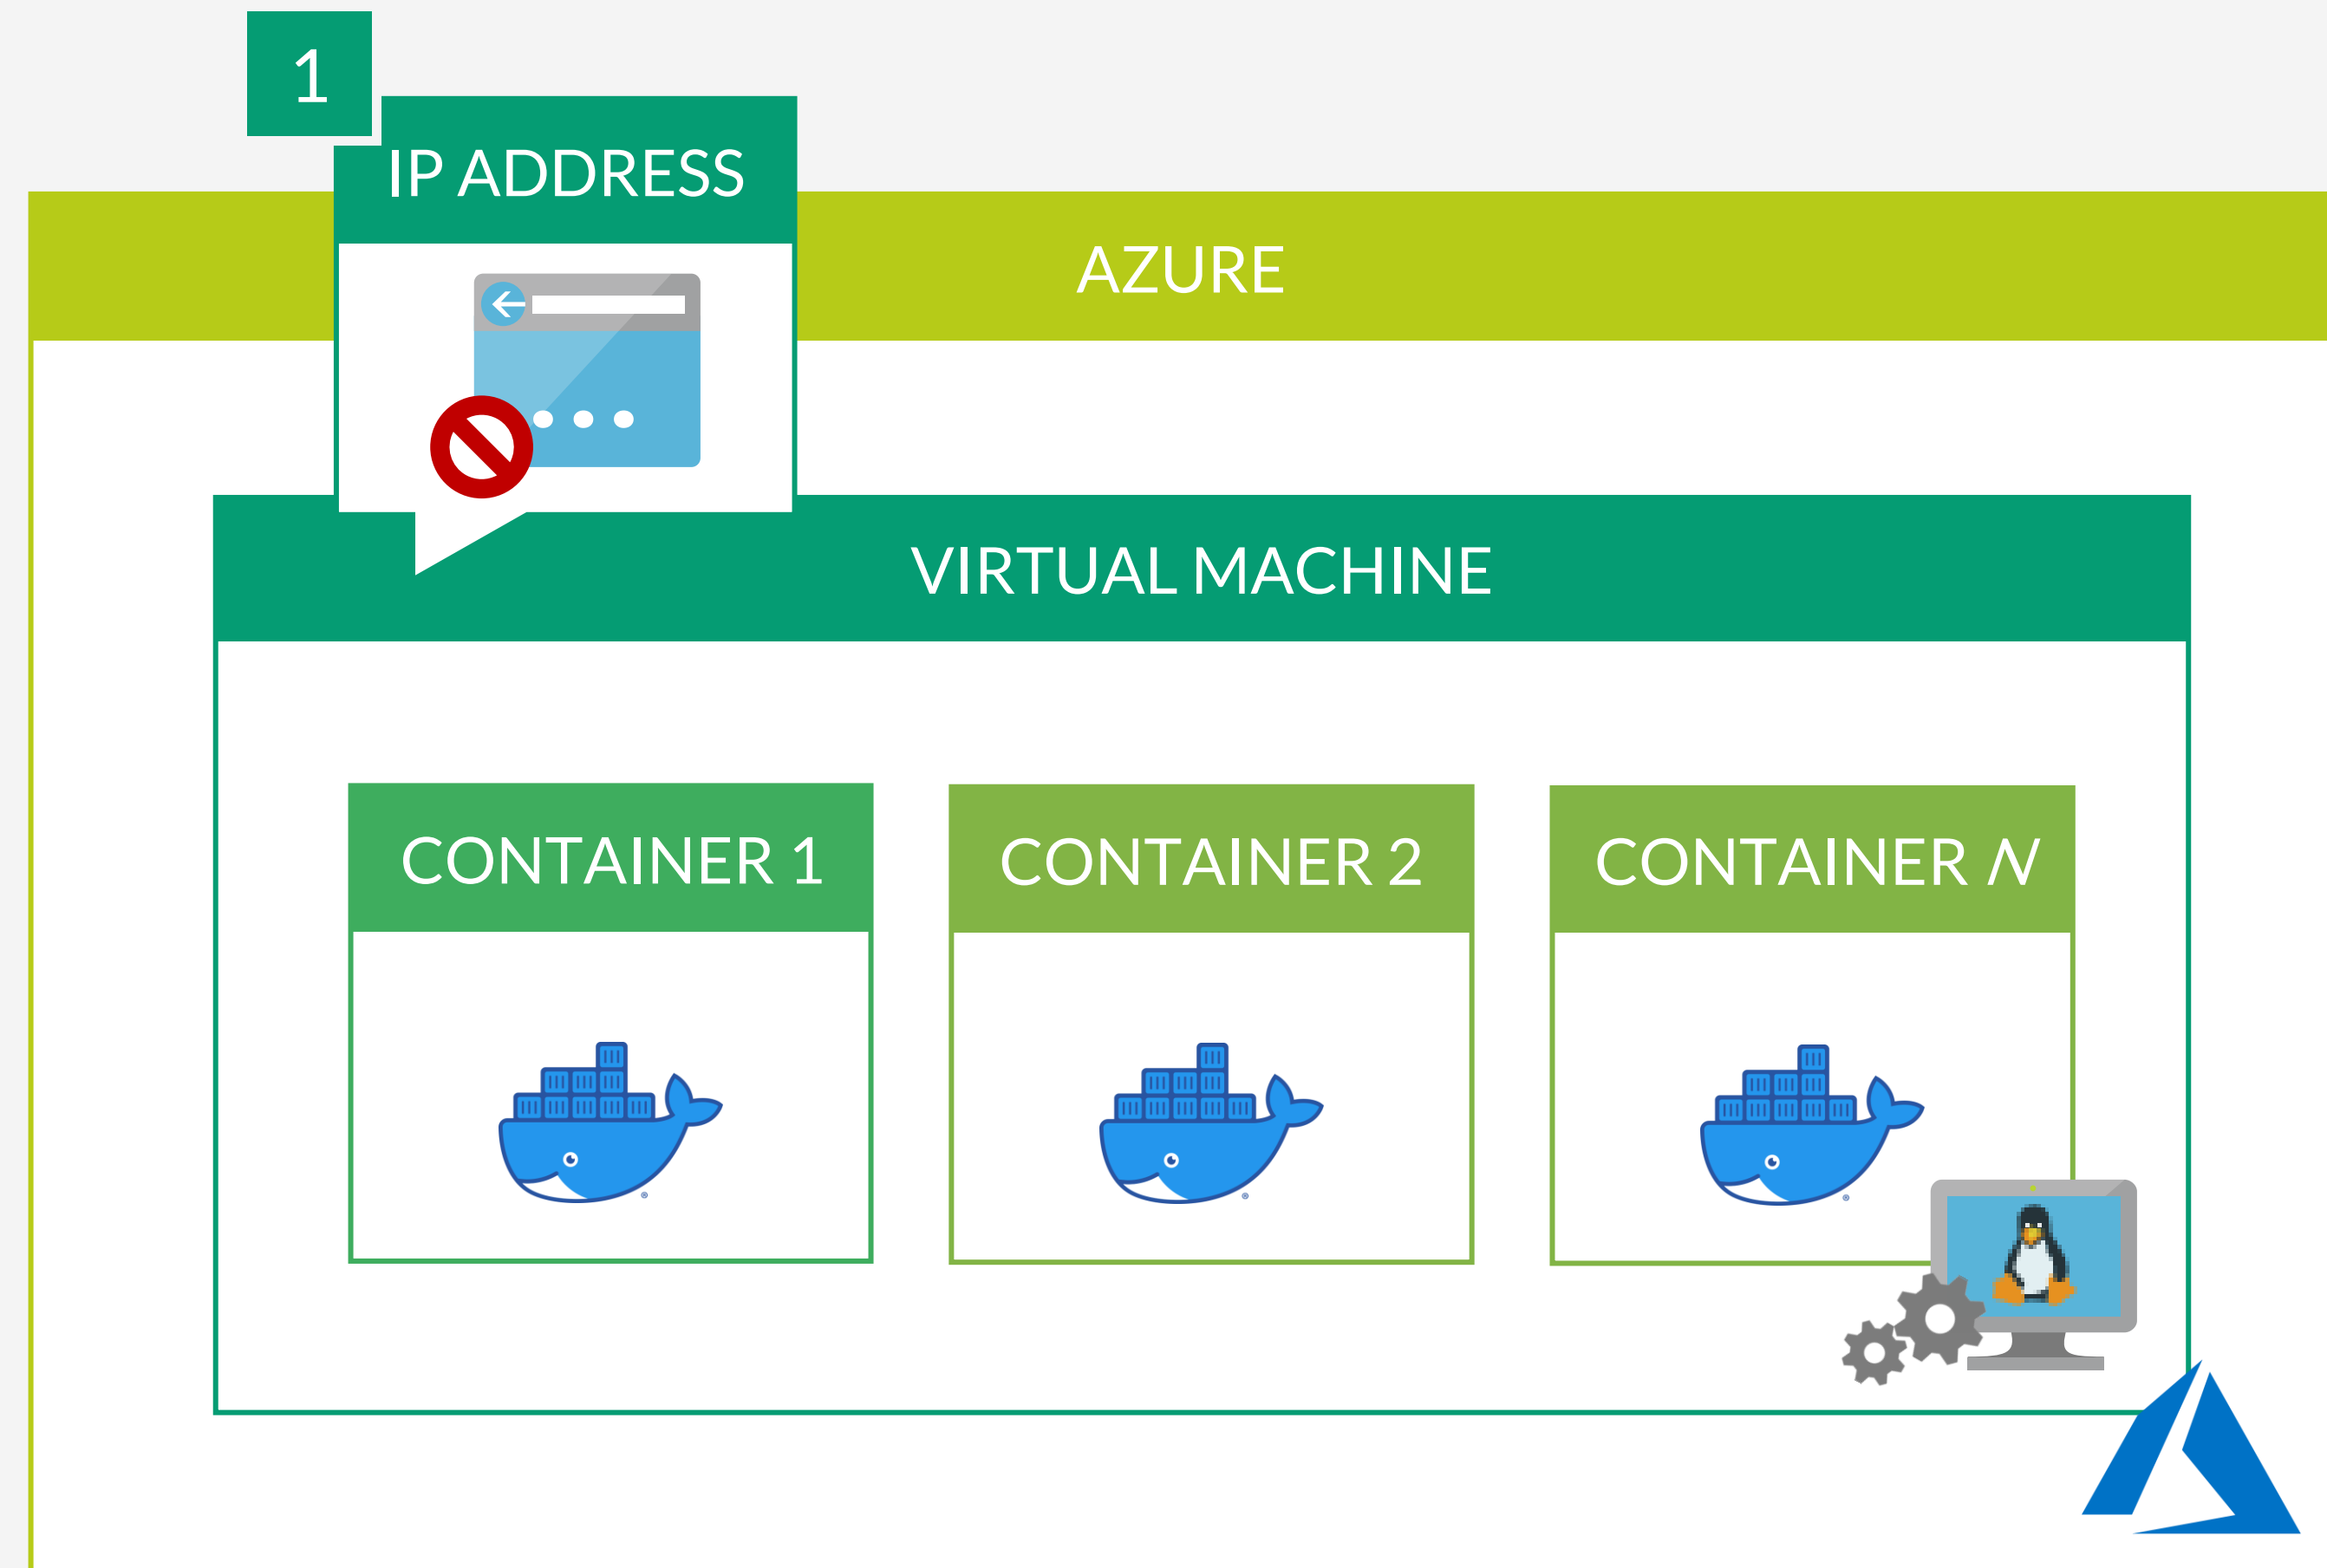 1
IP ADDRESS
AZURE
VIRTUAL MACHINE
CONTAINER 1
CONTAINER 2
CONTAINER N